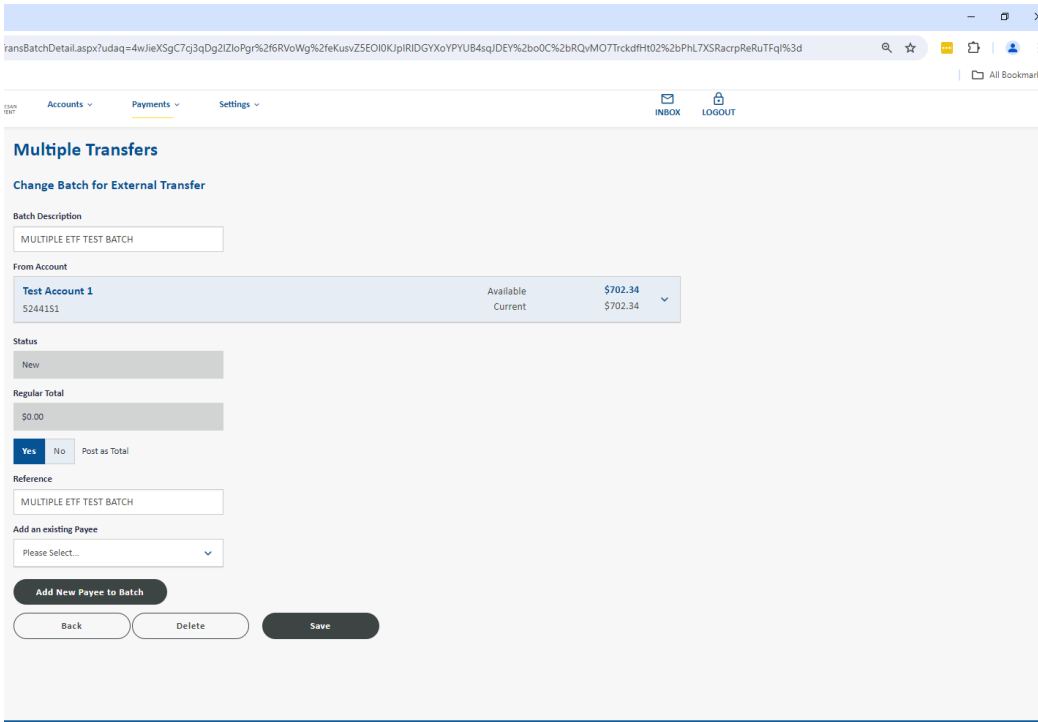 ransBatchDetail.aspx?udaq=4wJieXSgC7cj3qDg2IZIoPgr%2f6RVoWg%2feKusvZ5EOI0KJpIRIDGYXoYPYUB4sqJDEY%2bo0C%2bRQvMO7TrckdfHt02%2bPhL7XSRacrpReRuTFqI%3d
All Bookmark
Accounts
Payments
Settings
INBOX
LOGOUT
Multiple Transfers
Change Batch for External Transfer
Batch Description
MULTIPLE ETF TEST BATCH
From Account
Test Account 1 Available $702.34
52441S1 Current $702.34
Status
New
Regular Total
$0.00
Yes No Post as Total
Reference
MULTIPLE ETF TEST BATCH
Add an existing Payee
Please Select...
Add New Payee to Batch
Back Delete Save